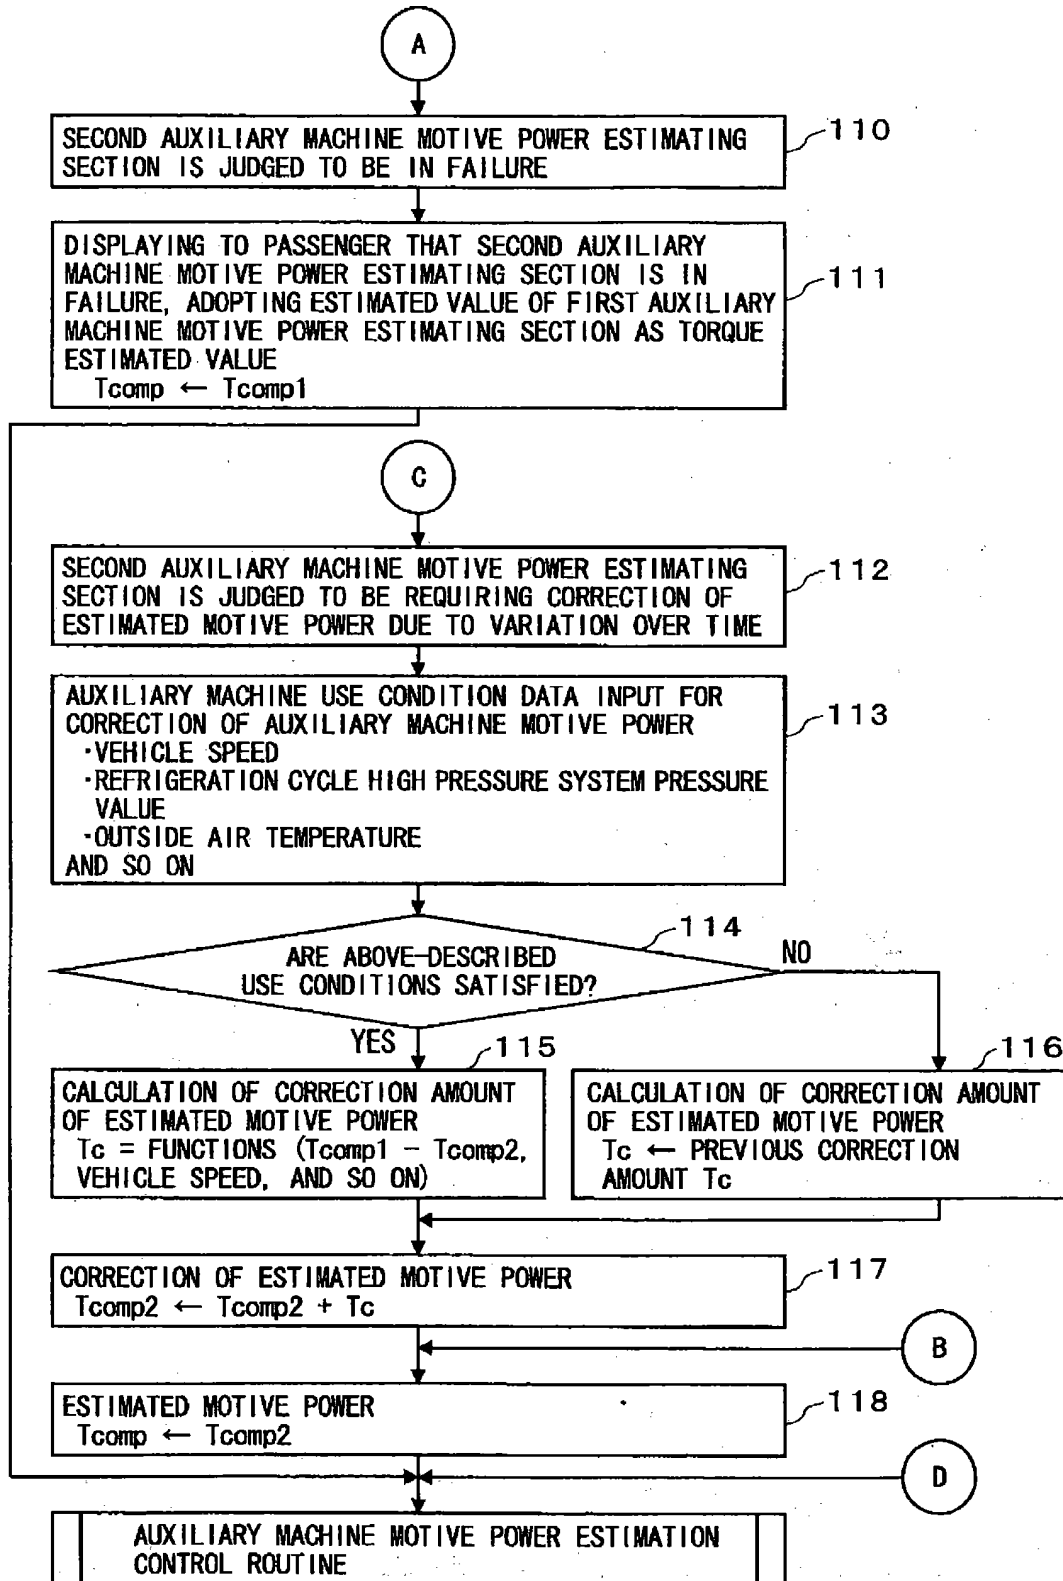 A
SECOND AUXILIARY MACHINE MOTIVE POWER ESTIMATING
SECTION IS JUDGED TO BE IN FAILURE
110
DISPLAYING TO PASSENGER THAT SECOND AUXILIARY
MACHINE MOTIVE POWER ESTIMATING SECTION IS IN
FAILURE, ADOPTING ESTIMATED VALUE OF FIRST AUXILIARY
MACHINE MOTIVE POWER ESTIMATING SECTION AS TORQUE
ESTIMATED VALUE
Tcomp ← Tcomp1
111
C
SECOND AUXILIARY MACHINE MOTIVE POWER ESTIMATING
SECTION IS JUDGED TO BE REQUIRING CORRECTION OF
ESTIMATED MOTIVE POWER DUE TO VARIATION OVER TIME
112
AUXILIARY MACHINE USE CONDITION DATA INPUT FOR
CORRECTION OF AUXILIARY MACHINE MOTIVE POWER
·VEHICLE SPEED
·REFRIGERATION CYCLE HIGH PRESSURE SYSTEM PRESSURE
VALUE
·OUTSIDE AIR TEMPERATURE
AND SO ON
113
ARE ABOVE-DESCRIBED
USE CONDITIONS SATISFIED?
114
NO
YES
115
CALCULATION OF CORRECTION AMOUNT
OF ESTIMATED MOTIVE POWER
Tc = FUNCTIONS (Tcomp1 - Tcomp2,
VEHICLE SPEED, AND SO ON)
116
CALCULATION OF CORRECTION AMOUNT
OF ESTIMATED MOTIVE POWER
Tc ← PREVIOUS CORRECTION
AMOUNT Tc
CORRECTION OF ESTIMATED MOTIVE POWER
Tcomp2 ← Tcomp2 + Tc
117
B
ESTIMATED MOTIVE POWER
Tcomp ← Tcomp2
118
D
AUXILIARY MACHINE MOTIVE POWER ESTIMATION
CONTROL ROUTINE